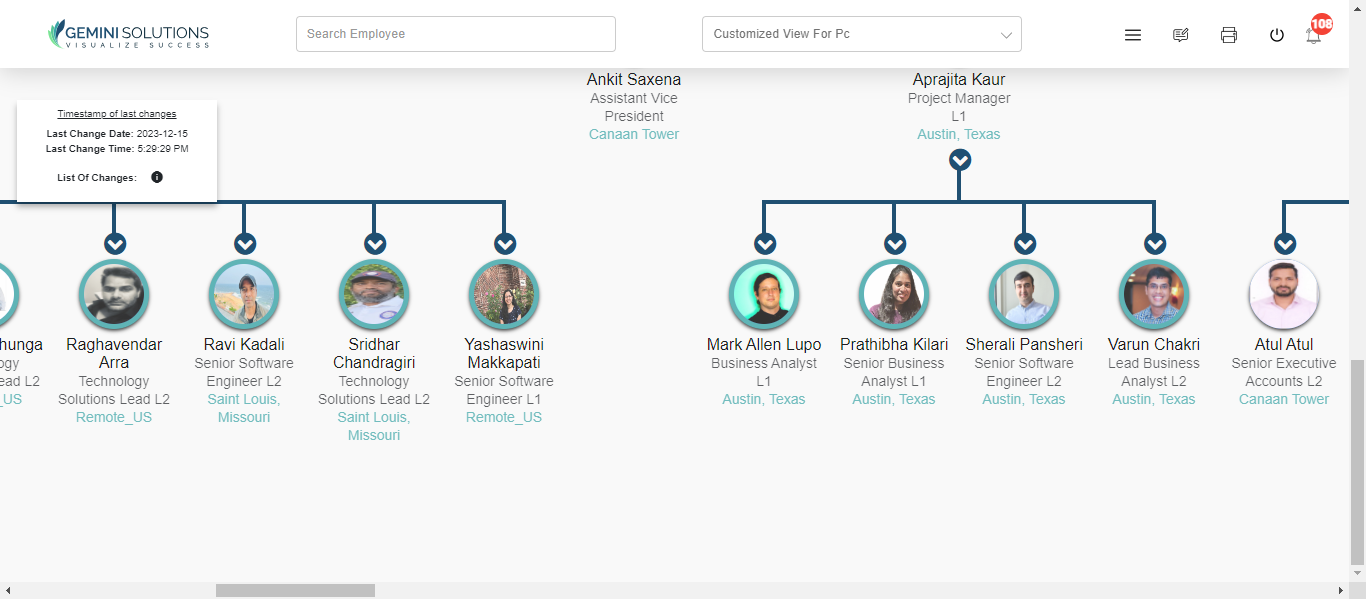 GEMINI SOLUTIONS
VISUALIZE SUCCESS
Search Employee
Customized View For Pc
108
Ankit Saxena
Assistant Vice
President
Canaan Tower
Aprajita Kaur
Project Manager
L1
Austin, Texas
Timestamp of last changes
Last Change Date: 2023-12-15
Last Change Time: 5:29:29 PM
List Of Changes:
hunga
ogy
ead L2
_US
Raghavendar
Arra
Technology
Solutions Lead L2
Remote_US
Ravi Kadali
Senior Software
Engineer L2
Saint Louis,
Missouri
Sridhar
Chandragiri
Technology
Solutions Lead L2
Saint Louis,
Missouri
Yashaswini
Makkapati
Senior Software
Engineer L1
Remote_US
Mark Allen Lupo
Business Analyst
L1
Austin, Texas
Prathibha Kilari
Senior Business
Analyst L1
Austin, Texas
Sherali Pansheri
Senior Software
Engineer L2
Austin, Texas
Varun Chakri
Lead Business
Analyst L2
Austin, Texas
Atul Atul
Senior Executive
Accounts L2
Canaan Tower